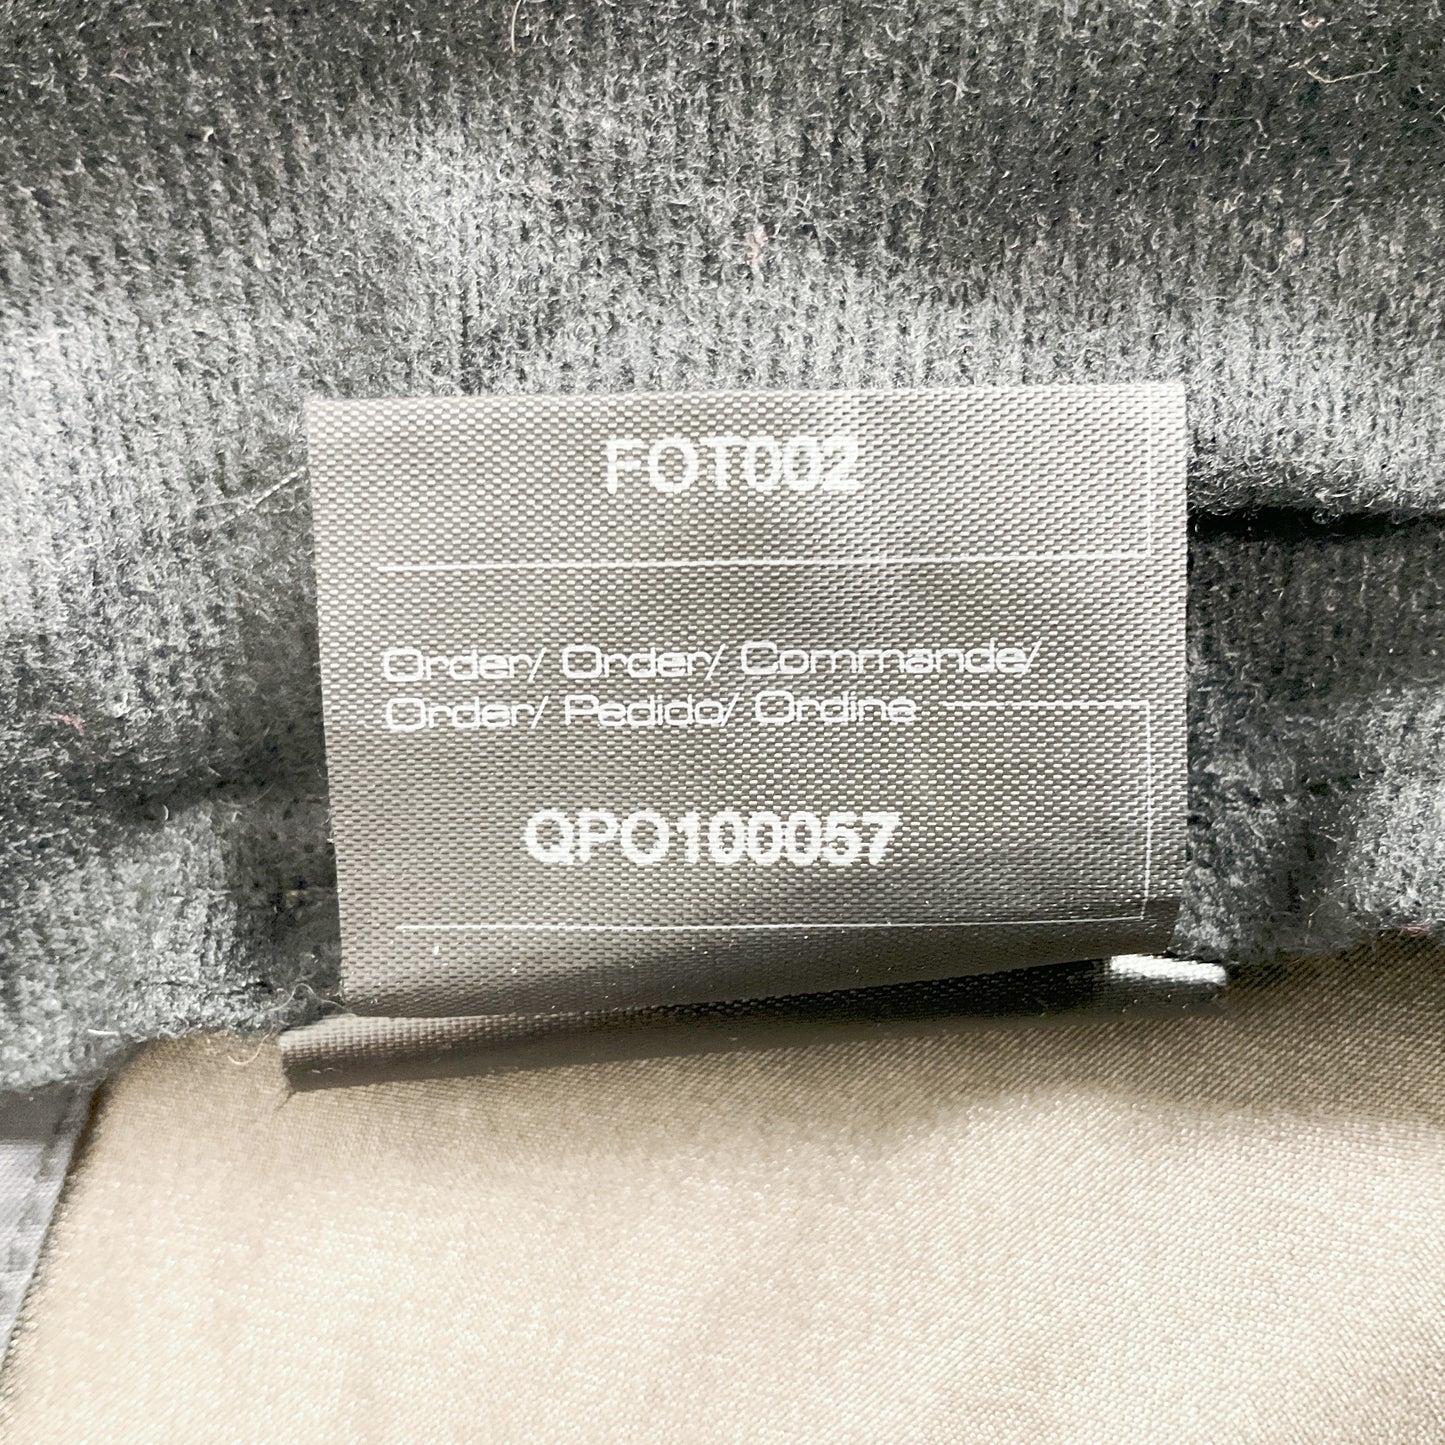 FOT002
Order/ Order/ Commande/
Order/ Pedido/ Ordine
QPO100057